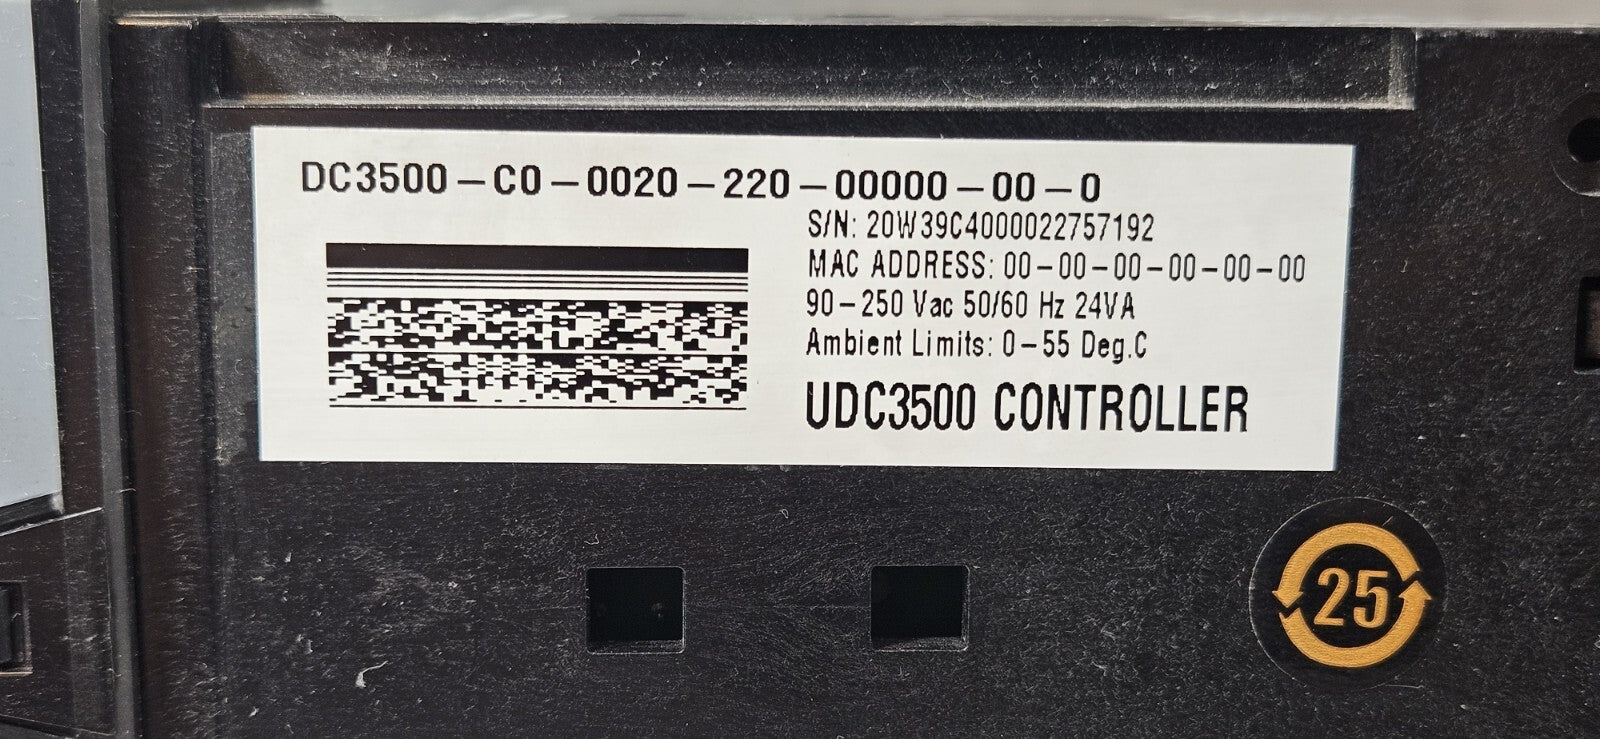 DC3500-C0-0020-220-00000-00-0
S/N: 20W39C4000022757192
MAC ADDRESS: 00-00-00-00-00-00
90-250 Vac 50/60 Hz 24VA
Ambient Limits: 0-55 Deg.C
UDC3500 CONTROLLER
25